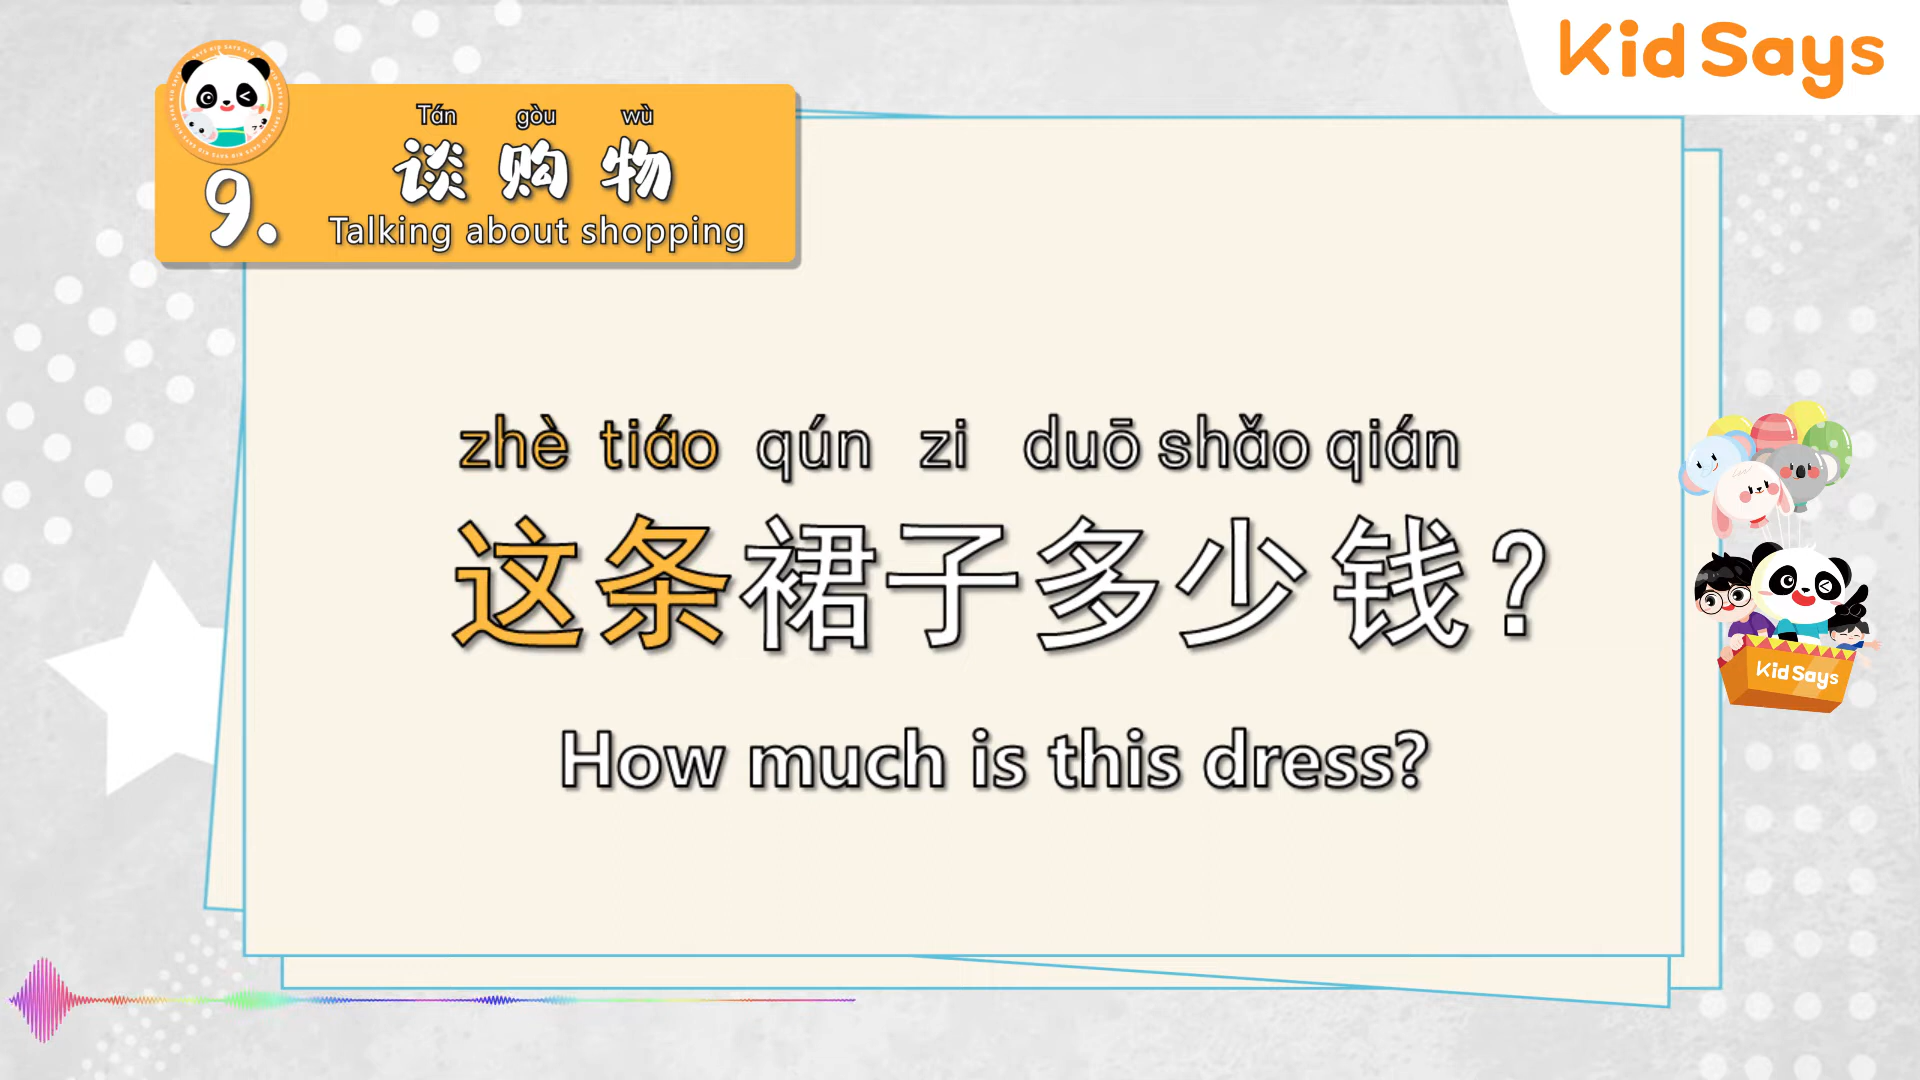 Kid Says
Tán gòu wù
9. 谈购物
Talking about shopping
zhè tiáo qún zi duō shǎo qián
这条裙子多少钱?
How much is this dress?
Kid Says